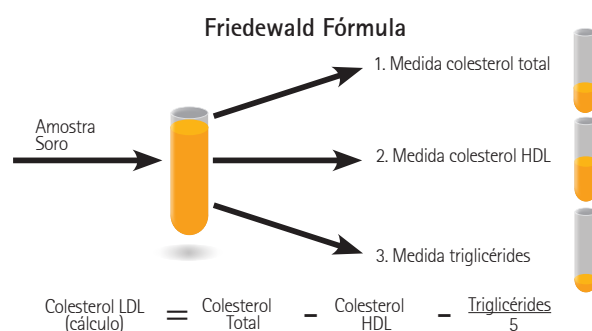 Friedewald Fórmula
1. Medida colesterol total
Amostra
Soro
2. Medida colesterol HDL
3. Medida triglicérides
Colesterol LDL
(cálculo)
=
Colesterol
Total
-
Colesterol
HDL
-
Triglicérides
5